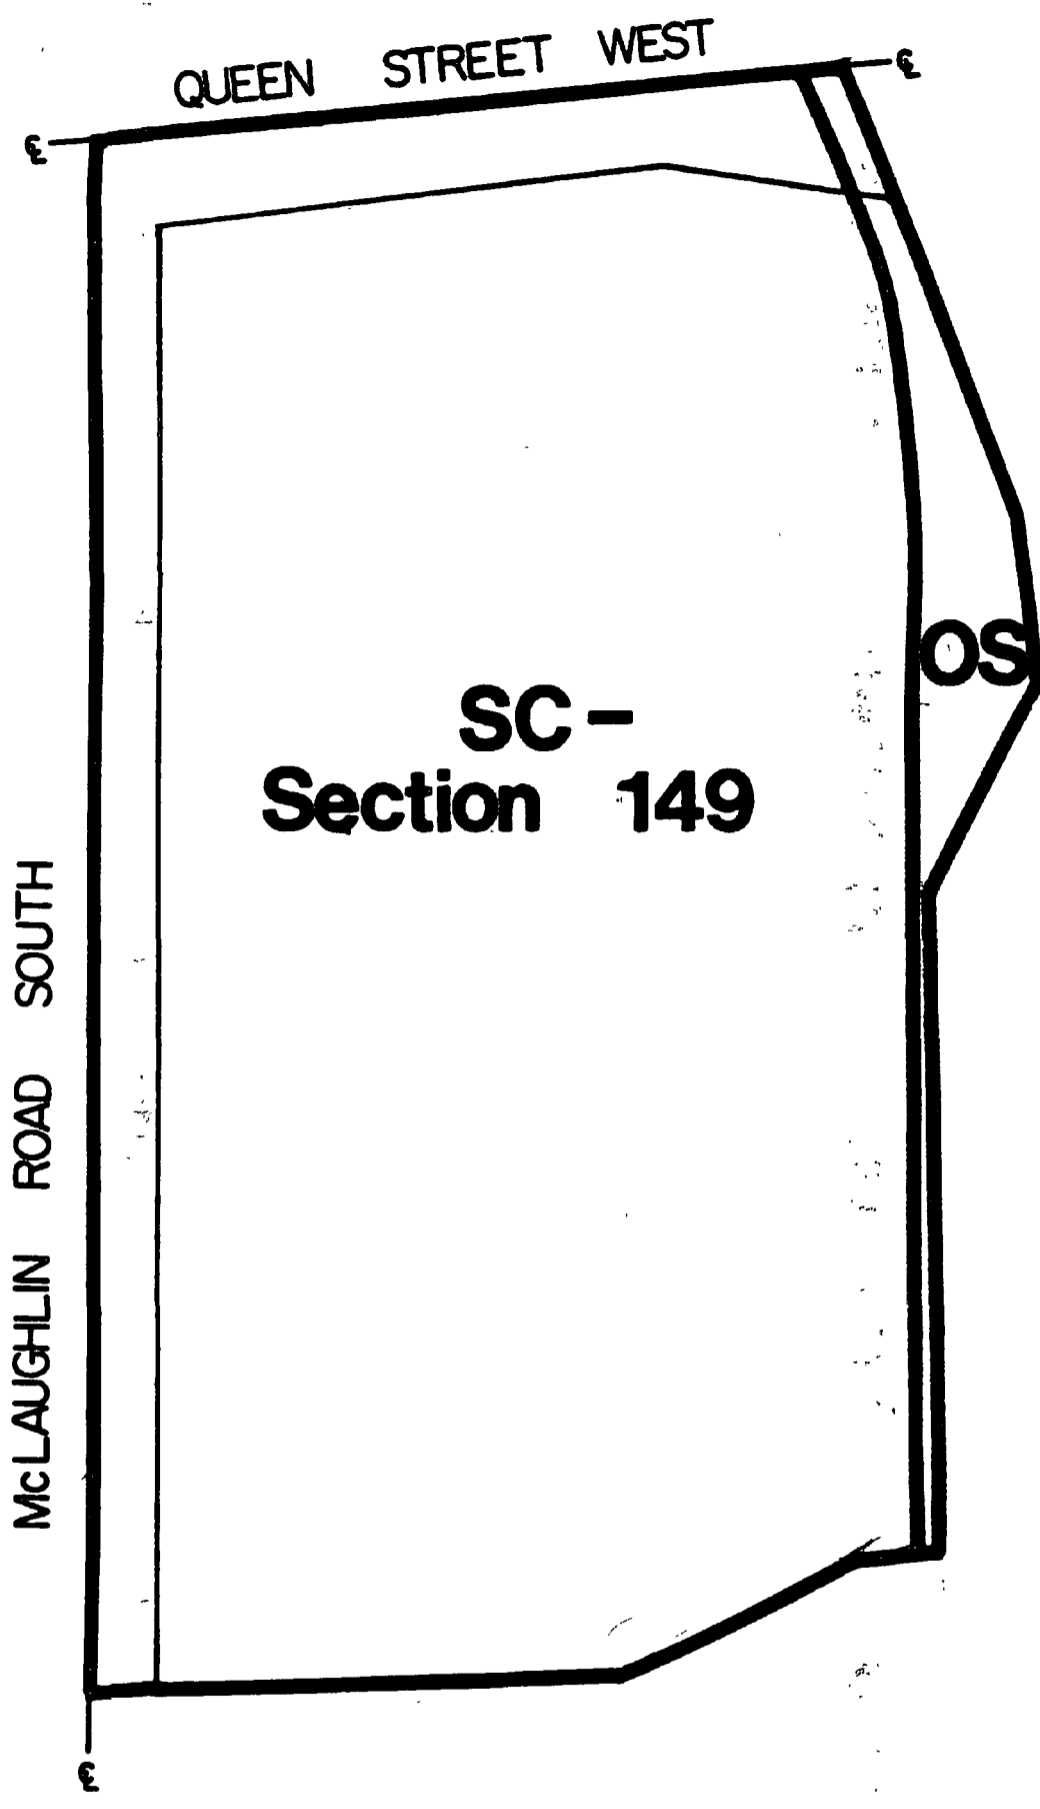 QUEEN STREET WEST
℄
℄
SC-
Section 149
OS
McLAUGHLIN ROAD SOUTH
℄